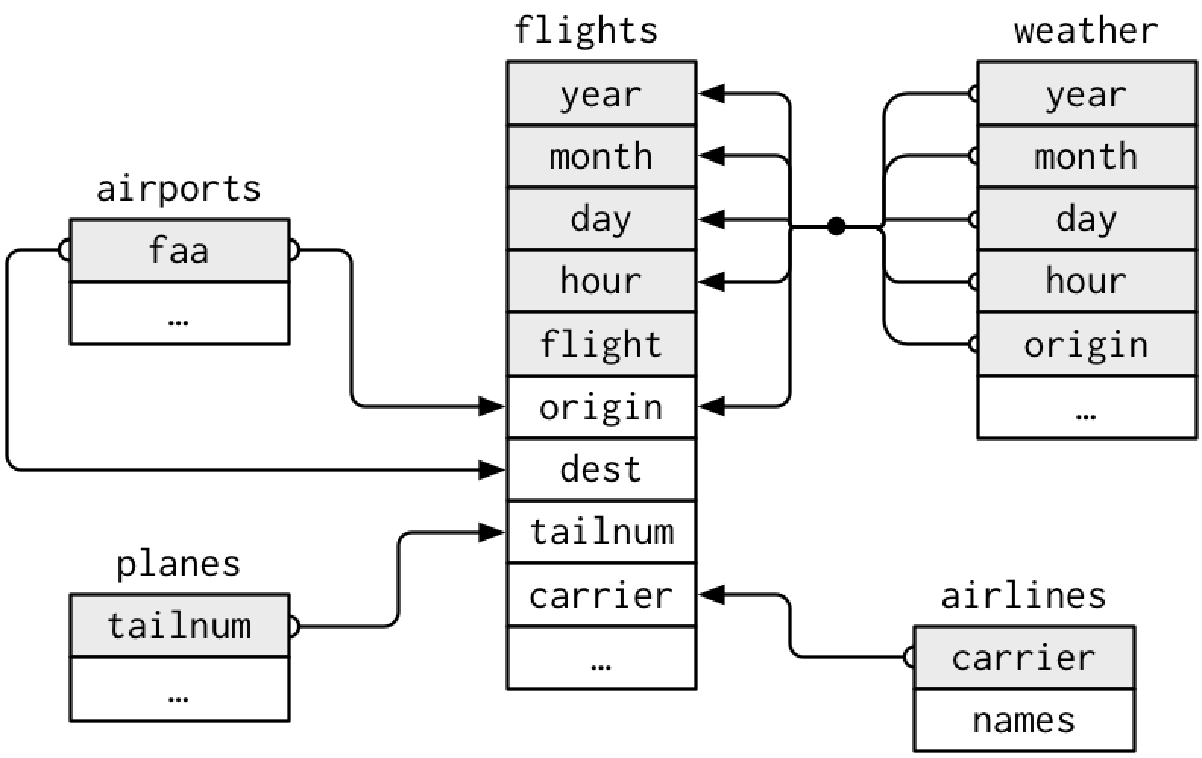 flights
year
month
day
hour
flight
origin
dest
tailnum
carrier
…
weather
year
month
day
hour
origin
…
airports
faa
…
planes
tailnum
…
airlines
carrier
names